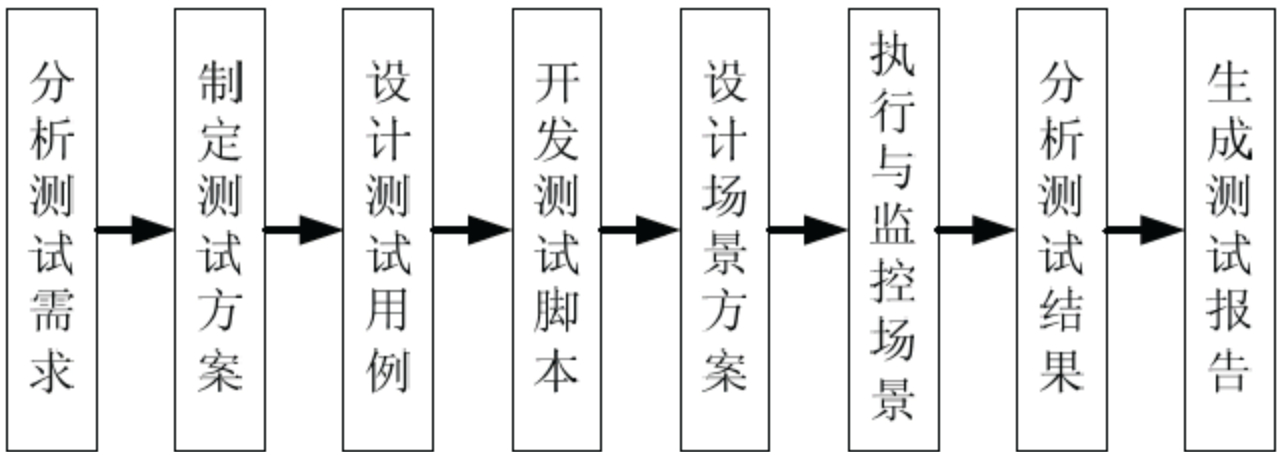 分析测试需求
制定测试方案
设计测试用例
开发测试脚本
设计场景方案
执行与监控场景
分析测试结果
生成测试报告